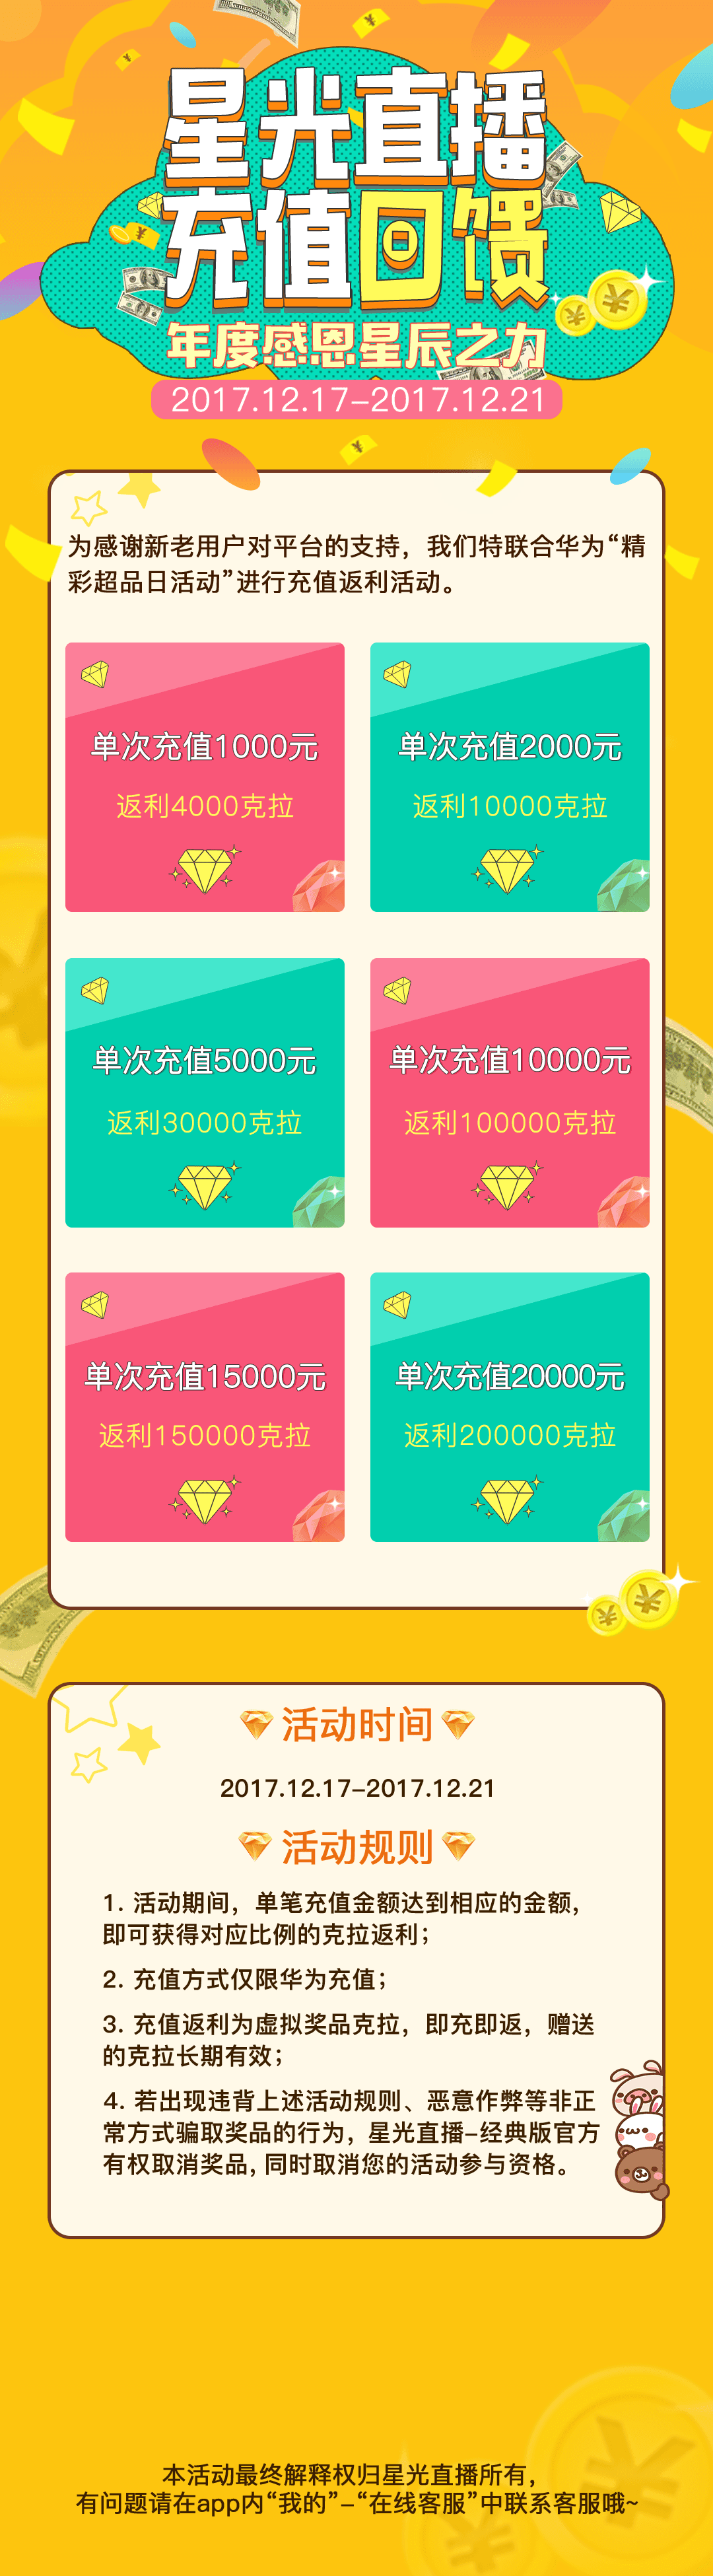 星光直播
充值回馈
年度感恩星辰之力
2017.12.17-2017.12.21
为感谢新老用户对平台的支持，我们特联合华为“精
彩超品日活动”进行充值返利活动。
单次充值1000元
返利4000克拉
单次充值2000元
返利10000克拉
单次充值5000元
返利30000克拉
单次充值10000元
返利100000克拉
单次充值15000元
返利150000克拉
单次充值20000元
返利200000克拉
活动时间
2017.12.17-2017.12.21
活动规则
1. 活动期间，单笔充值金额达到相应的金额，
即可获得对应比例的克拉返利；
2. 充值方式仅限华为充值；
3. 充值返利为虚拟奖品克拉，即充即返，赠送
的克拉长期有效；
4. 若出现违背上述活动规则、恶意作弊等非正
常方式骗取奖品的行为，星光直播-经典版官方
有权取消奖品, 同时取消您的活动参与资格。
本活动最终解释权归星光直播所有，
有问题请在app内“我的”-“在线客服”中联系客服哦~